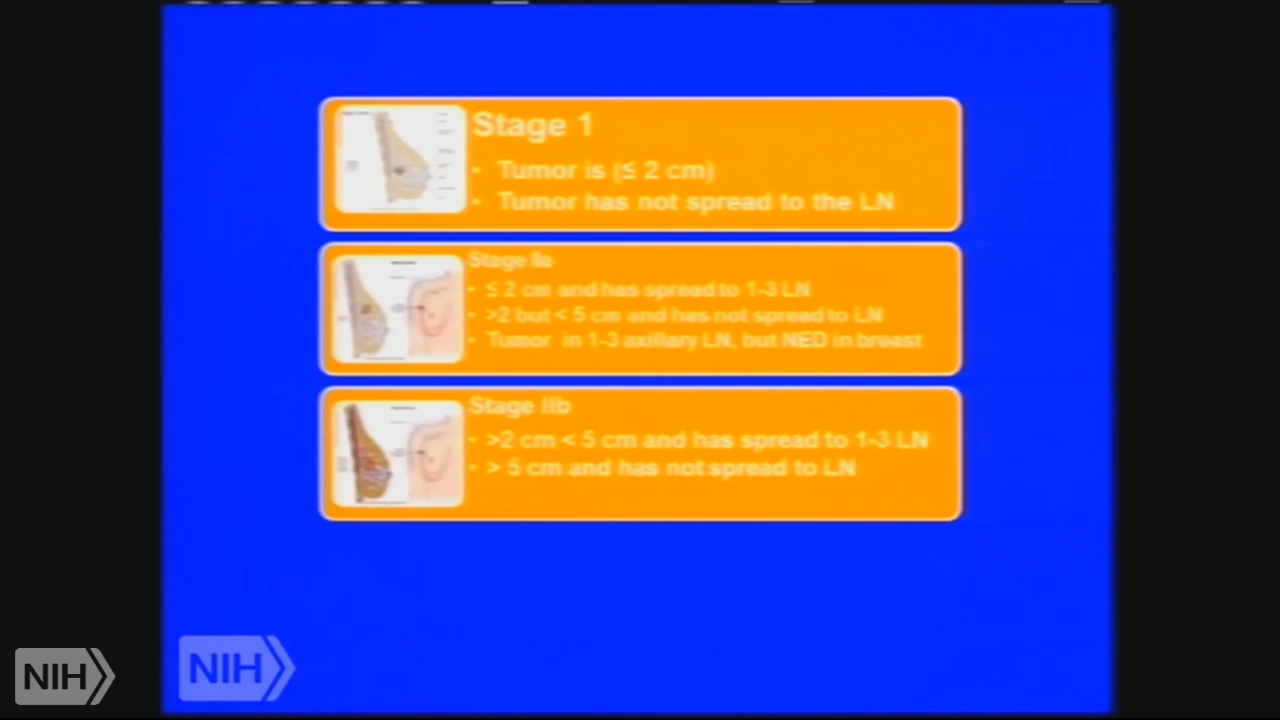 Stage 1
• Tumor is (≤ 2 cm)
• Tumor has not spread to the LN
Stage IIa
• ≤ 2 cm and has spread to 1-3 LN
• >2 but < 5 cm and has not spread to LN
• Tumor in 1-3 axillary LN, but NED in breast
Stage IIb
• >2 cm < 5 cm and has spread to 1-3 LN
• > 5 cm and has not spread to LN
NIH
NIH